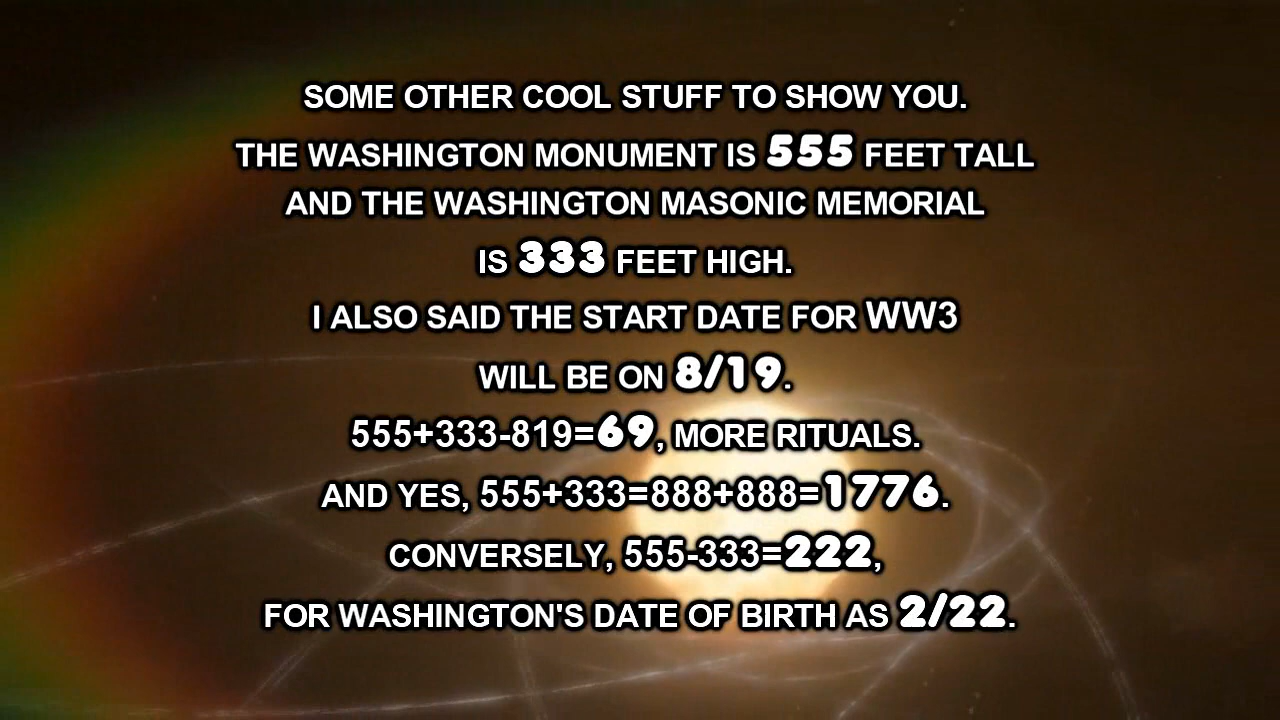 SOME OTHER COOL STUFF TO SHOW YOU.
THE WASHINGTON MONUMENT IS 555 FEET TALL
AND THE WASHINGTON MASONIC MEMORIAL
IS 333 FEET HIGH.
I ALSO SAID THE START DATE FOR WW3
WILL BE ON 8/19.
555+333-819=69, MORE RITUALS.
AND YES, 555+333=888+888=1776.
CONVERSELY, 555-333=222,
FOR WASHINGTON'S DATE OF BIRTH AS 2/22.